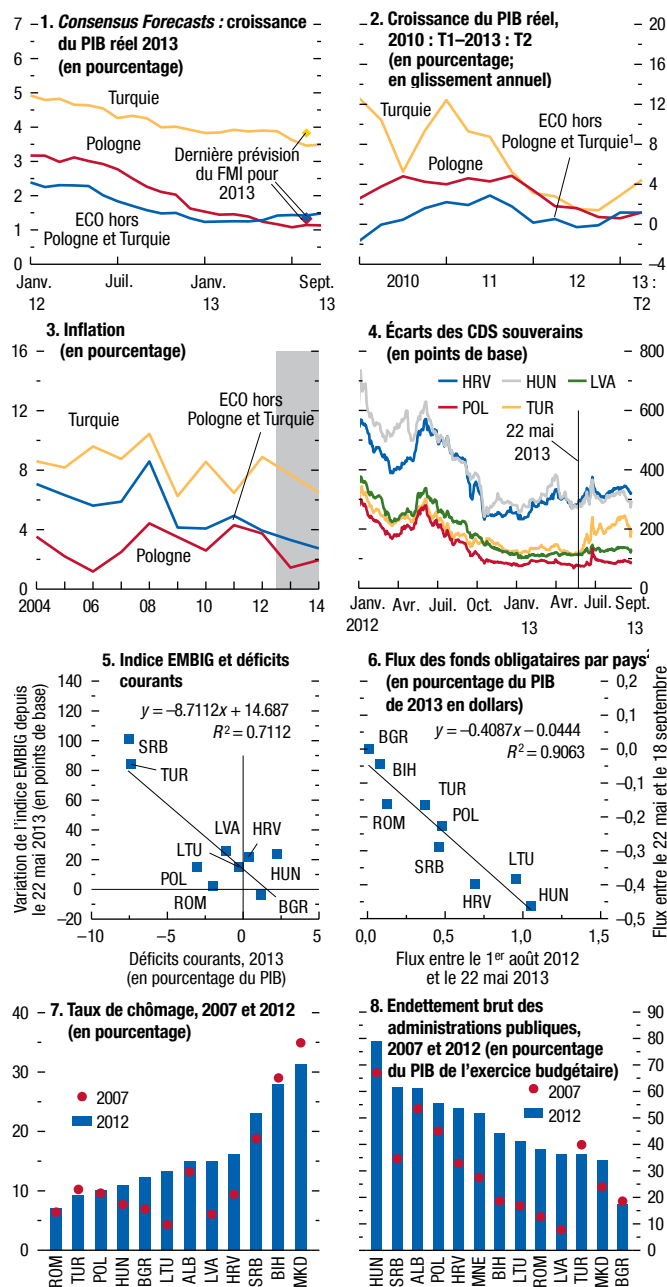 1. Consensus Forecasts : croissance
du PIB réel 2013
(en pourcentage)
7
6
5
4
3
2
1
0
Turquie
Pologne
Dernière prévision
du FMI pour
2013
ECO hors
Pologne et Turquie
Janv.
12
Juil.
Janv.
13
Sept.
13
2. Croissance du PIB réel,
2010 : T1–2013 : T2
(en pourcentage;
en glissement annuel)
20
16
12
8
4
0
−4
Turquie
ECO hors
Pologne et Turquie1
Pologne
2010
11
12
13 :
T2
3. Inflation
(en pourcentage)
16
12
8
4
0
ECO hors
Pologne et Turquie
Turquie
Pologne
2004
06
08
10
12
14
4. Écarts des CDS souverains
(en points de base)
800
600
400
200
0
HRV
HUN
LVA
POL
TUR
22 mai
2013
Janv.
2012
Avr.
Juil.
Oct.
Janv.
13
Avr.
Juil.
Sept.
13
5. Indice EMBIG et déficits
courants
Variation de l’indice EMBIG depuis
le 22 mai 2013 (en points de base)
140
120
100
80
60
40
20
0
−20
y = −8.7112x + 14.687
R2 = 0.7112
SRB
TUR
LVA
HRV
LTU
POL
HUN
ROM
BGR
−10
−5
0
5
Déficits courants, 2013
(en pourcentage du PIB)
6. Flux des fonds obligataires par pays2
(en pourcentage du PIB
de 2013 en dollars)
0,2
0,1
0,0
−0,1
−0,2
−0,3
−0,4
−0,5
Flux entre le 22 mai et le 18 septembre
y = −0.4087x − 0.0444
R2 = 0.9063
BGR
BIH
TUR
ROM
POL
SRB
LTU
HRV
HUN
0,0
0,5
1,0
1,5
Flux entre le 1er août 2012
et le 22 mai 2013
7. Taux de chômage, 2007 et 2012
(en pourcentage)
40
30
20
10
0
2007
2012
ROM
TUR
POL
HUN
BGR
LTU
ALB
LVA
HRV
SRB
BIH
MKD
8. Endettement brut des
administrations publiques,
2007 et 2012 (en pourcentage
du PIB de l’exercice budgétaire)
90
80
70
60
50
40
30
20
10
0
2007
2012
HUN
SRB
ALB
POL
HRV
MNE
BIH
LTU
ROM
LVA
TUR
MKD
BGR